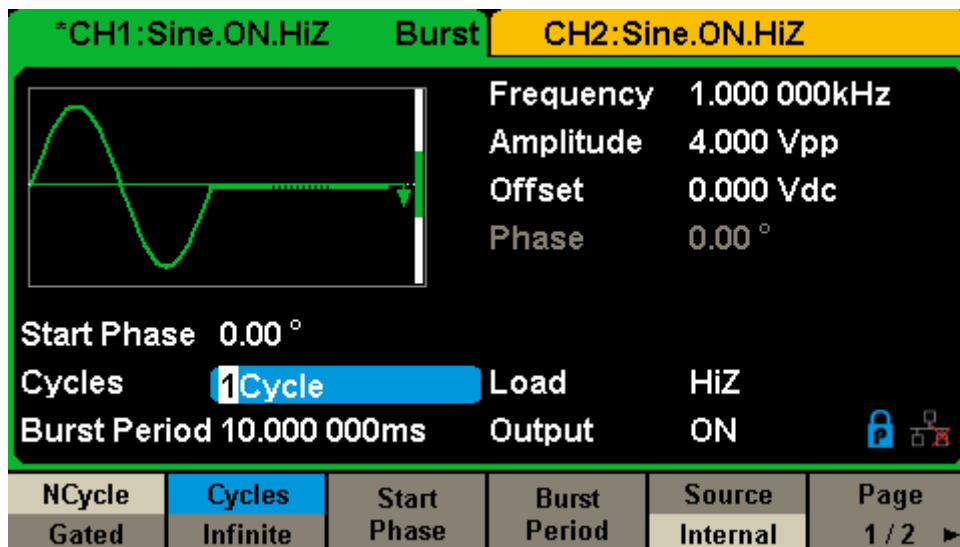 *CH1:Sine.ON.HiZ Burst CH2:Sine.ON.HiZ
Frequency 1.000 000kHz
Amplitude 4.000 Vpp
Offset 0.000 Vdc
Phase 0.00 °
Start Phase 0.00 °
Cycles 1Cycle Load HiZ
Burst Period 10.000 000ms Output ON P
NCycle Cycles Start Burst Source Page
Gated Infinite Phase Period Internal 1 / 2 ►